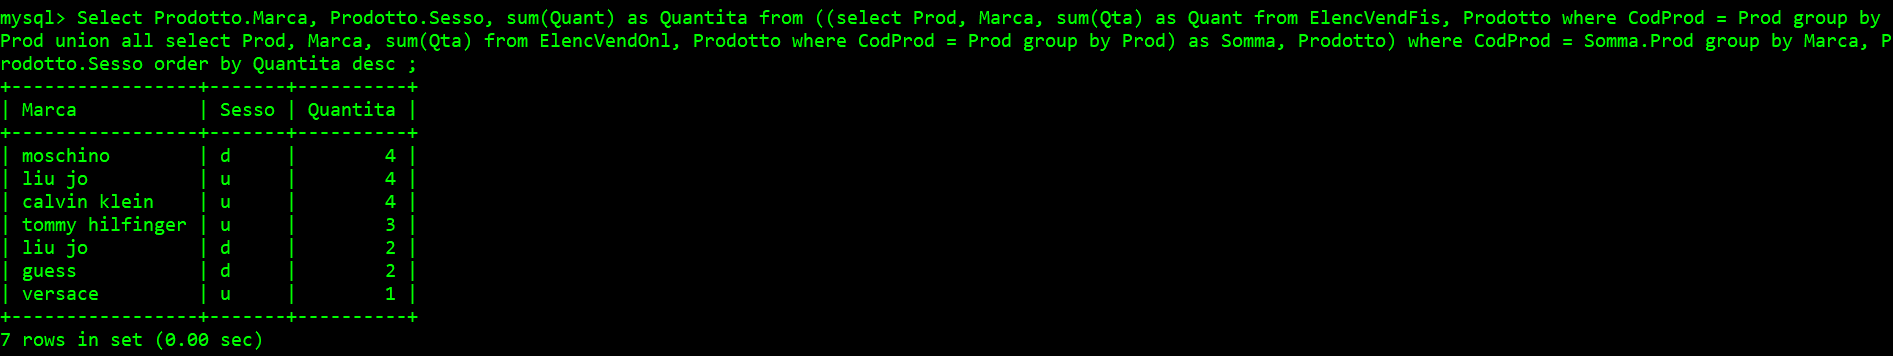 mysql> Select Prodotto.Marca, Prodotto.Sesso, sum(Quant) as Quantita from ((select Prod, Marca, sum(Qta) as Quant from ElencVendFis, Prodotto where CodProd = Prod group by
Prod union all select Prod, Marca, sum(Qta) from ElencVendOnl, Prodotto where CodProd = Prod group by Prod) as Somma, Prodotto) where CodProd = Somma.Prod group by Marca, P
rodotto.Sesso order by Quantita desc ;
+-----------------+-------+----------+
| Marca           | Sesso | Quantita |
+-----------------+-------+----------+
| moschino        | d     |        4 |
| liu jo          | u     |        4 |
| calvin klein    | u     |        4 |
| tommy hilfinger | u     |        3 |
| liu jo          | d     |        2 |
| guess           | d     |        2 |
| versace         | u     |        1 |
+-----------------+-------+----------+
7 rows in set (0.00 sec)